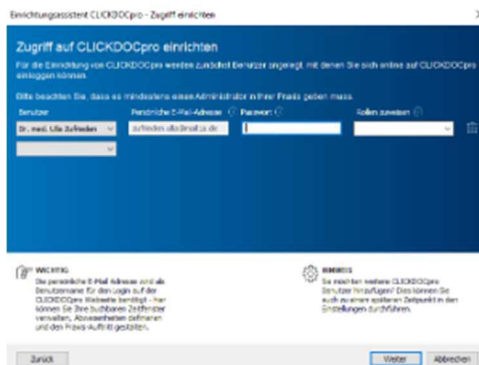 Einrichtungsassistent CLICKDOCpro - Zugriff einrichten
Zugriff auf CLICKDOCpro einrichten
Für die Einrichtung von CLICKDOCpro werden zunächst Benutzer angelegt, mit denen Sie sich online auf CLICKDOCpro
einloggen können.
Bitte beachten Sie, dass es mindestens einen Administrator in Ihrer Praxis geben muss.
Benutzer Persönliche E-Mail-Adresse Passwort Rollen zuweisen
Dr. med. Ulla Zufrieden zufrieden.ulla@mail.za.de
WICHTIG
Die persönliche E-Mail Adresse wird als
Benutzername für den Login auf der
CLICKDOCpro Webseite benötigt - hier
können Sie Ihre buchbaren Zeitfenster
verwalten, Abwesenheiten definieren
und den Praxis-Auftritt gestalten.
HINWEIS
Sie möchten weitere CLICKDOCpro
Benutzer hinzufügen? Dies können Sie
auch zu einem späteren Zeitpunkt in den
Einstellungen durchführen.
Zurück Weiter Abbrechen